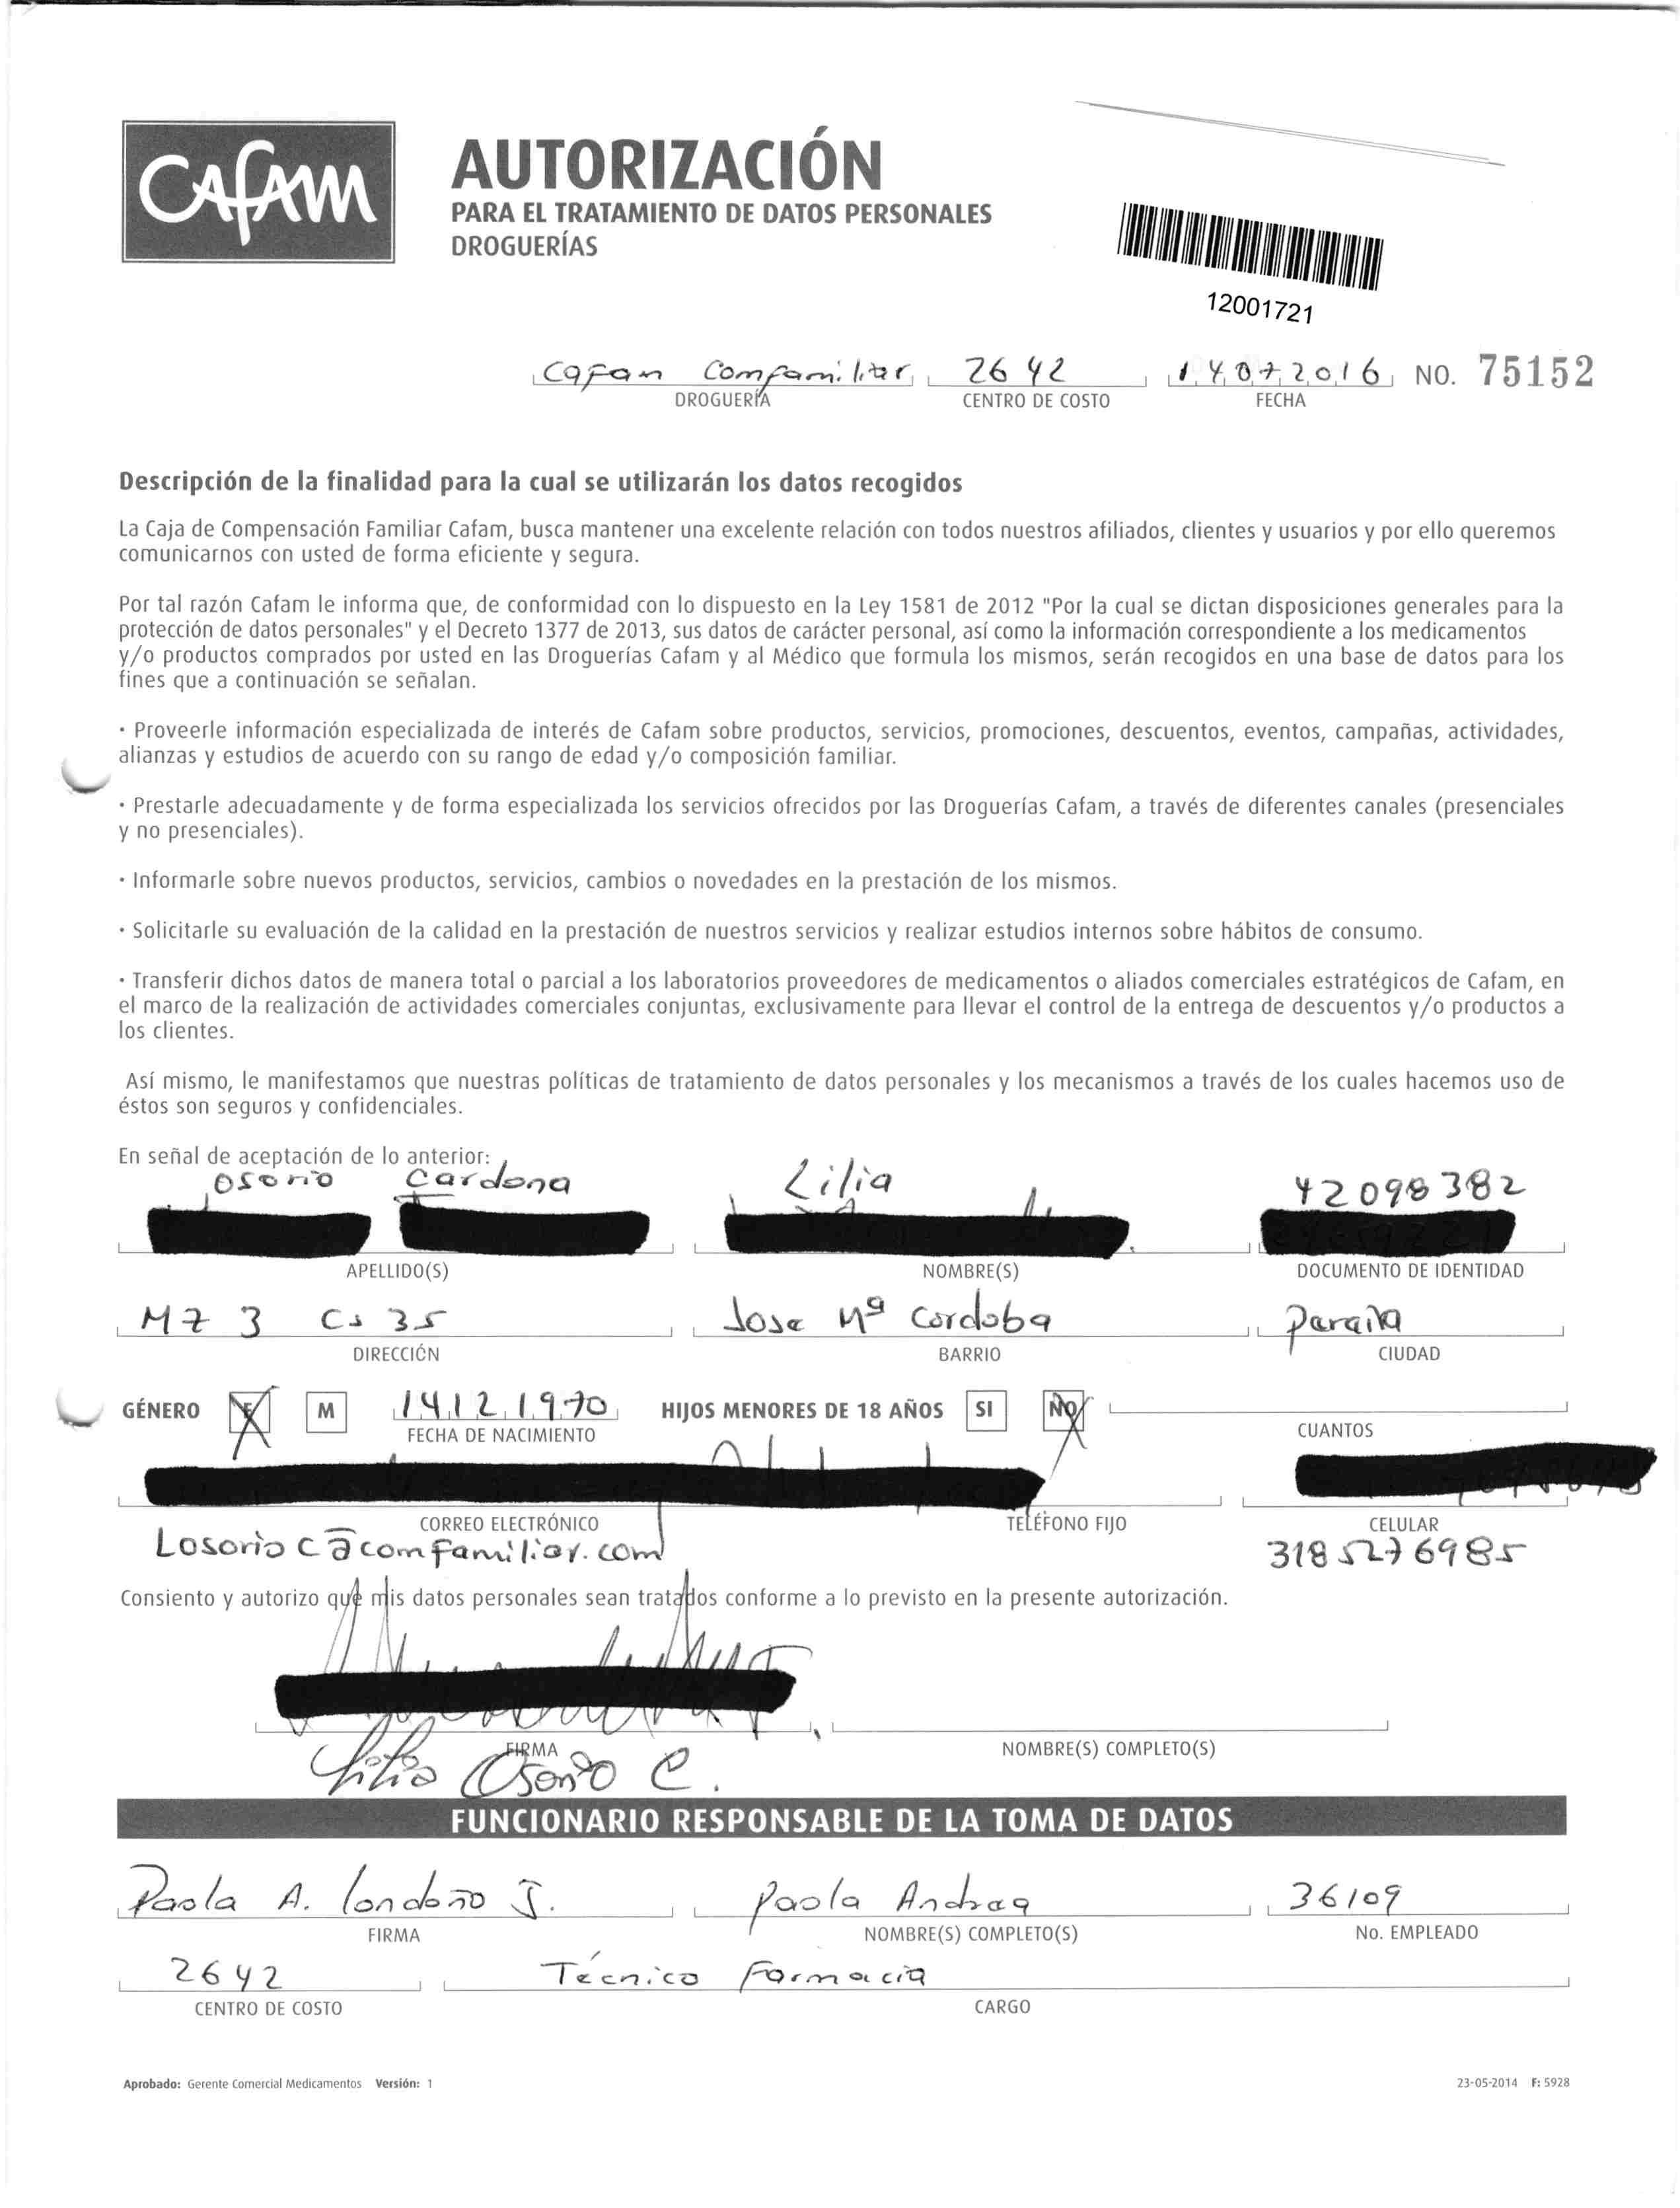 CAFAM
AUTORIZACIÓN
PARA EL TRATAMIENTO DE DATOS PERSONALES
DROGUERÍAS
12001721
Cafam Comfamiliar 2642 14072016 NO. 75152
DROGUERÍA CENTRO DE COSTO FECHA
Descripción de la finalidad para la cual se utilizarán los datos recogidos
La Caja de Compensación Familiar Cafam, busca mantener una excelente relación con todos nuestros afiliados, clientes y usuarios y por ello queremos
comunicarnos con usted de forma eficiente y segura.
Por tal razón Cafam le informa que, de conformidad con lo dispuesto en la Ley 1581 de 2012 "Por la cual se dictan disposiciones generales para la
protección de datos personales" y el Decreto 1377 de 2013, sus datos de carácter personal, así como la información correspondiente a los medicamentos
y/o productos comprados por usted en las Droguerías Cafam y al Médico que formula los mismos, serán recogidos en una base de datos para los
fines que a continuación se señalan.
· Proveerle información especializada de interés de Cafam sobre productos, servicios, promociones, descuentos, eventos, campañas, actividades,
alianzas y estudios de acuerdo con su rango de edad y/o composición familiar.
· Prestarle adecuadamente y de forma especializada los servicios ofrecidos por las Droguerías Cafam, a través de diferentes canales (presenciales
y no presenciales).
· Informarle sobre nuevos productos, servicios, cambios o novedades en la prestación de los mismos.
· Solicitarle su evaluación de la calidad en la prestación de nuestros servicios y realizar estudios internos sobre hábitos de consumo.
· Transferir dichos datos de manera total o parcial a los laboratorios proveedores de medicamentos o aliados comerciales estratégicos de Cafam, en
el marco de la realización de actividades comerciales conjuntas, exclusivamente para llevar el control de la entrega de descuentos y/o productos a
los clientes.
Así mismo, le manifestamos que nuestras políticas de tratamiento de datos personales y los mecanismos a través de los cuales hacemos uso de
éstos son seguros y confidenciales.
En señal de aceptación de lo anterior:
Osorio Cardona Lilia 42098382
APELLIDO(S) NOMBRE(S) DOCUMENTO DE IDENTIDAD
Mz 3 Cs 35 Jose Mª Cordoba Pereira
DIRECCIÓN BARRIO CIUDAD
GÉNERO F M 14121970 HIJOS MENORES DE 18 AÑOS SI NO
FECHA DE NACIMIENTO CUANTOS
CORREO ELECTRÓNICO TELÉFONO FIJO CELULAR
Losorioc@comfamiliar.com 3185276985
Consiento y autorizo que mis datos personales sean tratados conforme a lo previsto en la presente autorización.
FIRMA NOMBRE(S) COMPLETO(S)
Lilia Osorio C.
FUNCIONARIO RESPONSABLE DE LA TOMA DE DATOS
Paola A. Londoño J. Paola Andrea 36109
FIRMA NOMBRE(S) COMPLETO(S) No. EMPLEADO
2642 Técnico Farmacia
CENTRO DE COSTO CARGO
Aprobado: Gerente Comercial Medicamentos Versión: 1 23-05-2014 F: 5928